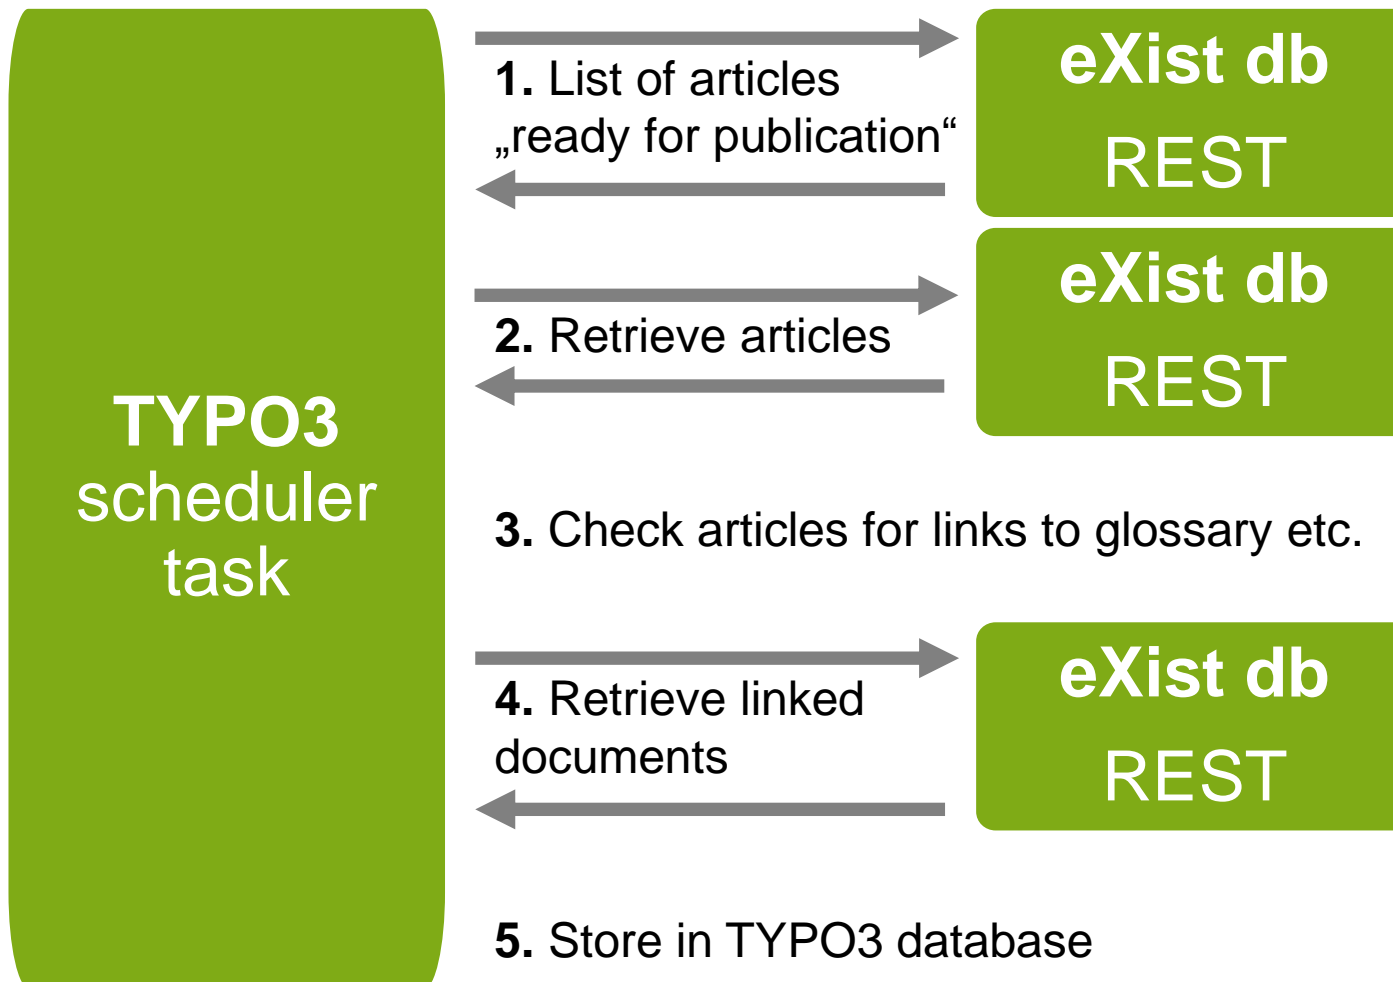 TYPO3
scheduler
task
1. List of articles
„ready for publication“
eXist db
REST
2. Retrieve articles
eXist db
REST
3. Check articles for links to glossary etc.
4. Retrieve linked
documents
eXist db
REST
5. Store in TYPO3 database